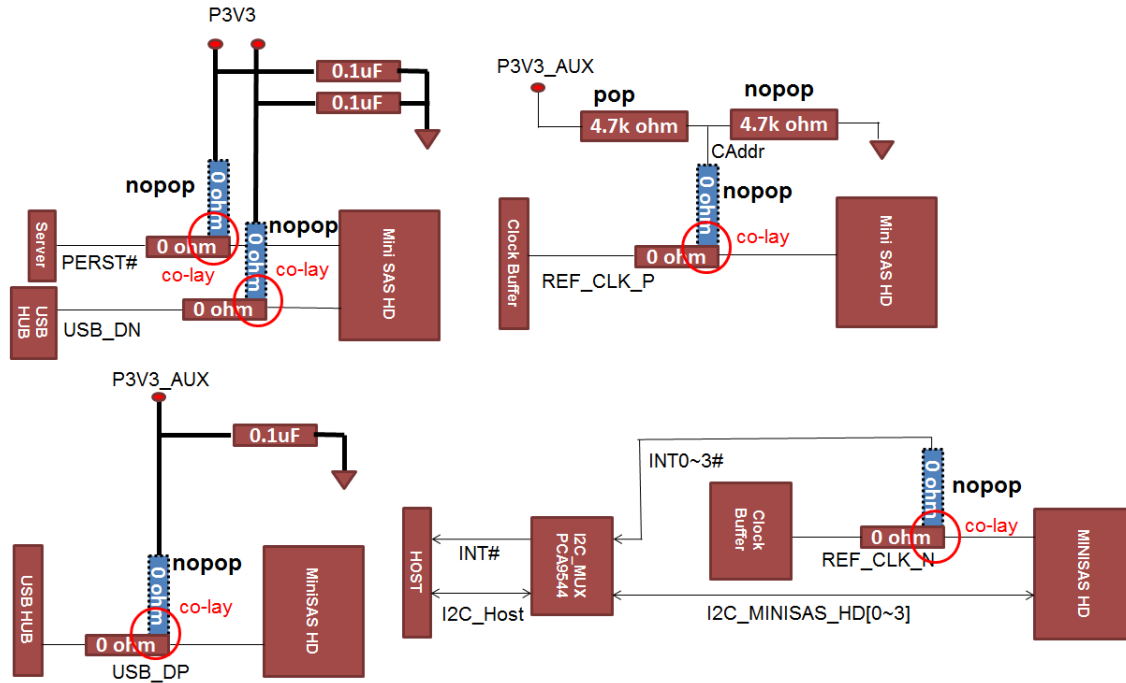 P3V3
0.1uF
0.1uF
nopop
0 ohm
0 ohm
nopop
Server
0 ohm
PERST#
co-lay
co-lay
Mini SAS HD
USB
HUB
USB_DN
0 ohm
P3V3_AUX
pop
nopop
4.7k ohm
4.7k ohm
CAddr
0 ohm
nopop
Clock Buffer
0 ohm
co-lay
REF_CLK_P
Mini SAS HD
P3V3_AUX
0.1uF
nopop
0 ohm
co-lay
USB HUB
0 ohm
USB_DP
MiniSAS HD
INT0~3#
0 ohm
nopop
co-lay
Clock
Buffer
0 ohm
REF_CLK_N
MINISAS HD
HOST
INT#
I2C_Host
I2C_MUX
PCA9544
I2C_MINISAS_HD[0~3]